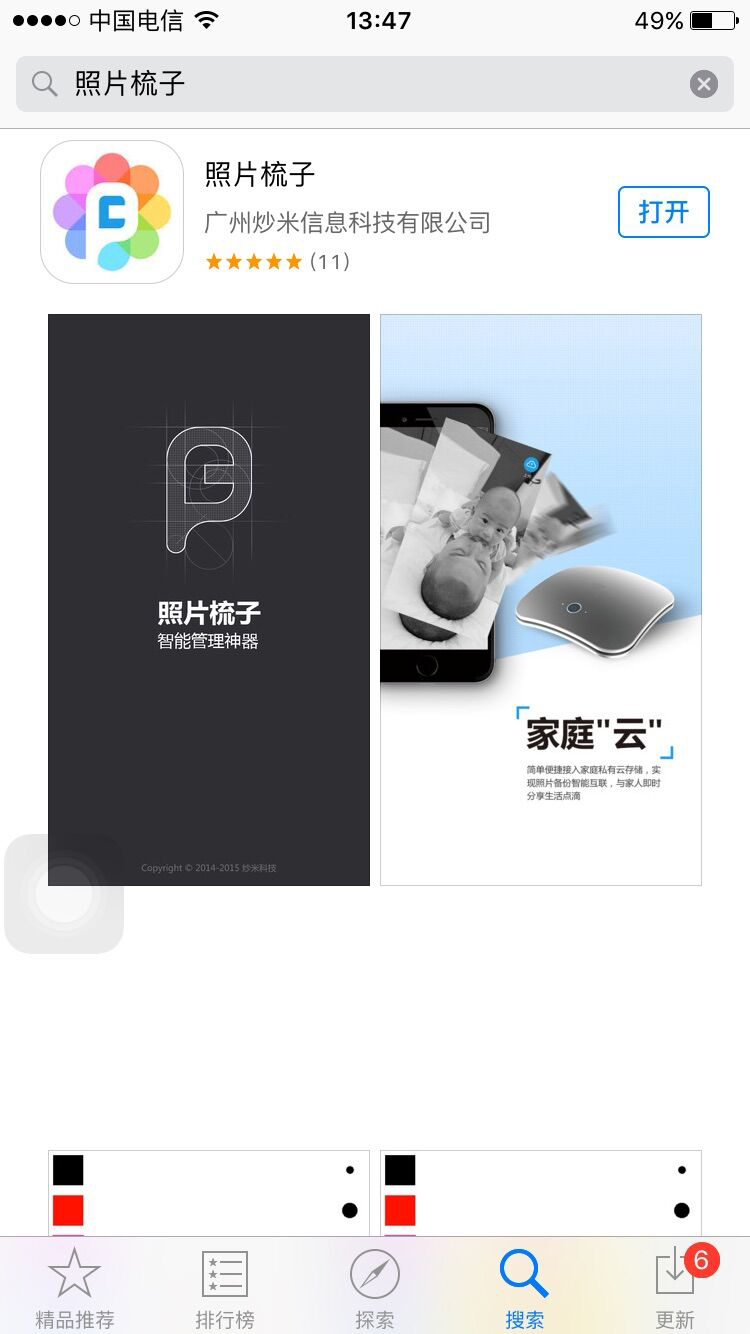 中国电信
13:47
49%
照片梳子
照片梳子
广州炒米信息科技有限公司
(11)
打开
照片梳子
智能管理神器
Copyright © 2014-2015 炒米科技
家庭"云"
简单便捷接入家庭私有云存储，实
现照片备份智能互联，与家人即时
分享生活点滴
精品推荐
排行榜
探索
搜索
6
更新